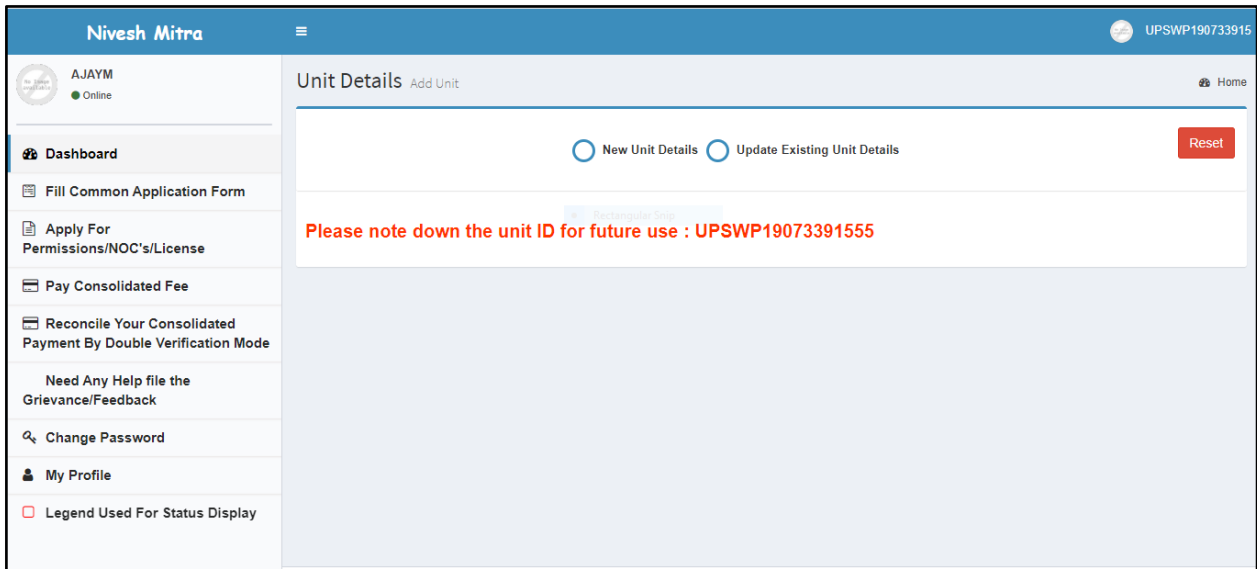 Nivesh Mitra
UPSWP190733915
AJAYM
Online
Unit Details Add Unit
Home
New Unit Details Update Existing Unit Details
Reset
Rectangular Snip
Please note down the unit ID for future use : UPSWP19073391555
Dashboard
Fill Common Application Form
Apply For
Permissions/NOC's/License
Pay Consolidated Fee
Reconcile Your Consolidated
Payment By Double Verification Mode
Need Any Help file the
Grievance/Feedback
Change Password
My Profile
Legend Used For Status Display